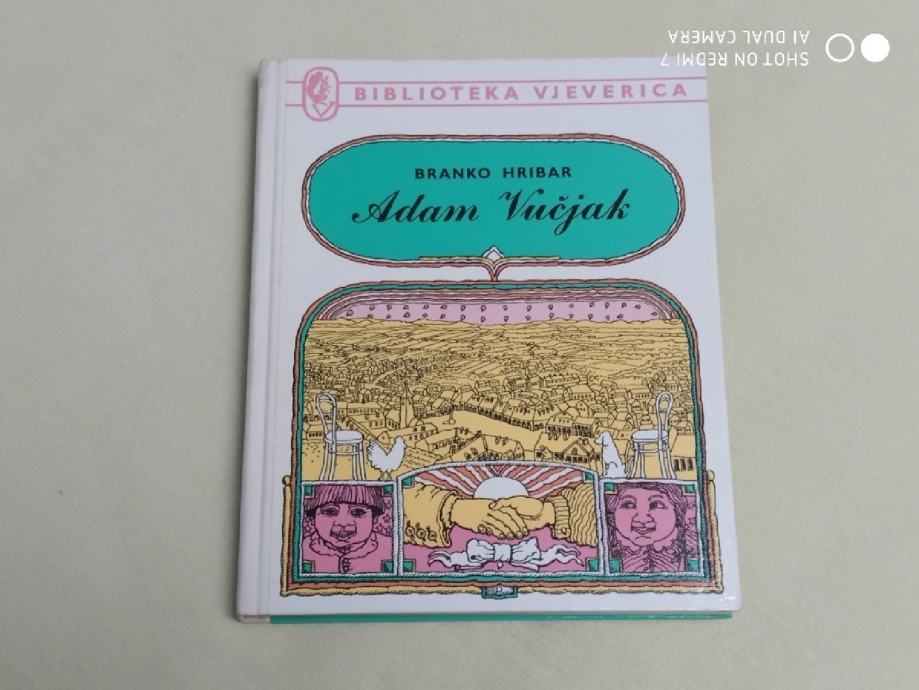 SHOT ON REDMI 7
AI DUAL CAMERA
BIBLIOTEKA VJEVERICA
BRANKO HRIBAR
Adam Vučjak